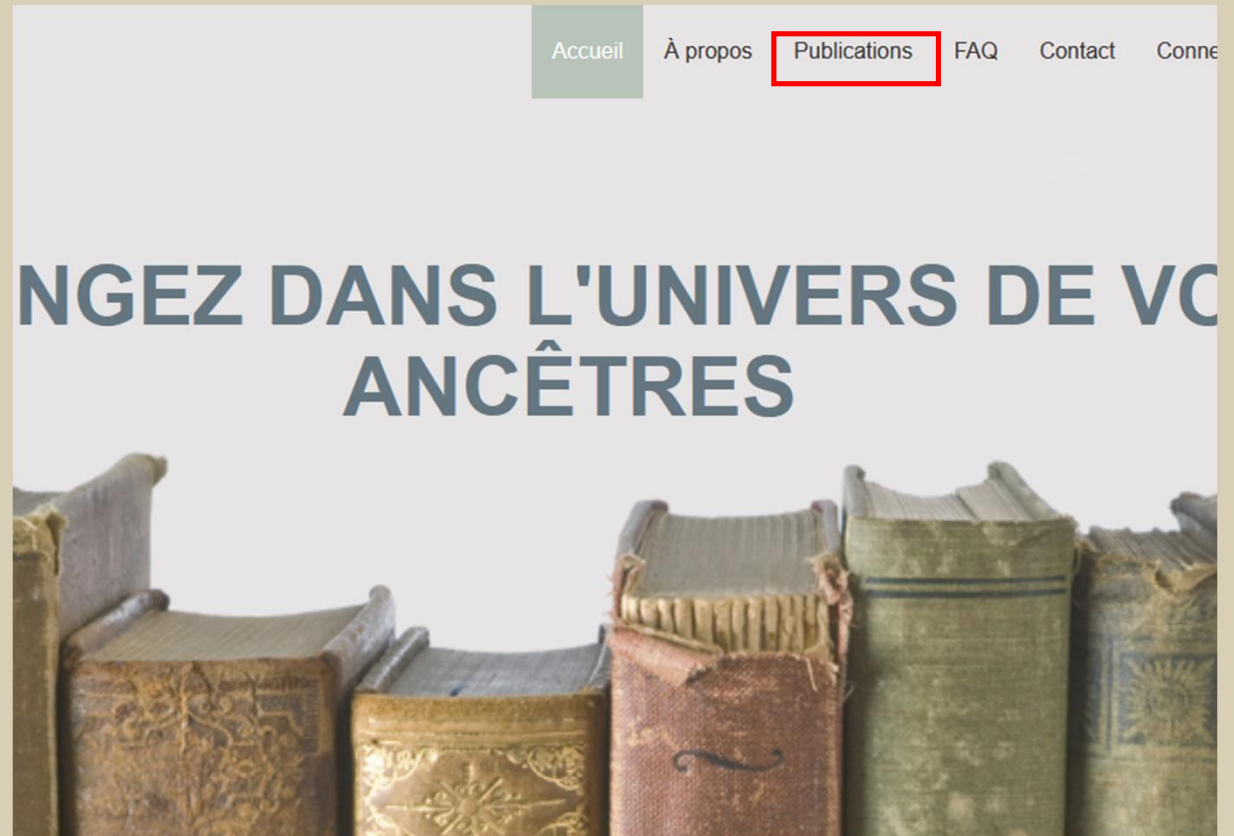 Accueil À propos Publications FAQ Contact Conne
NGEZ DANS L'UNIVERS DE VO
ANCÊTRES